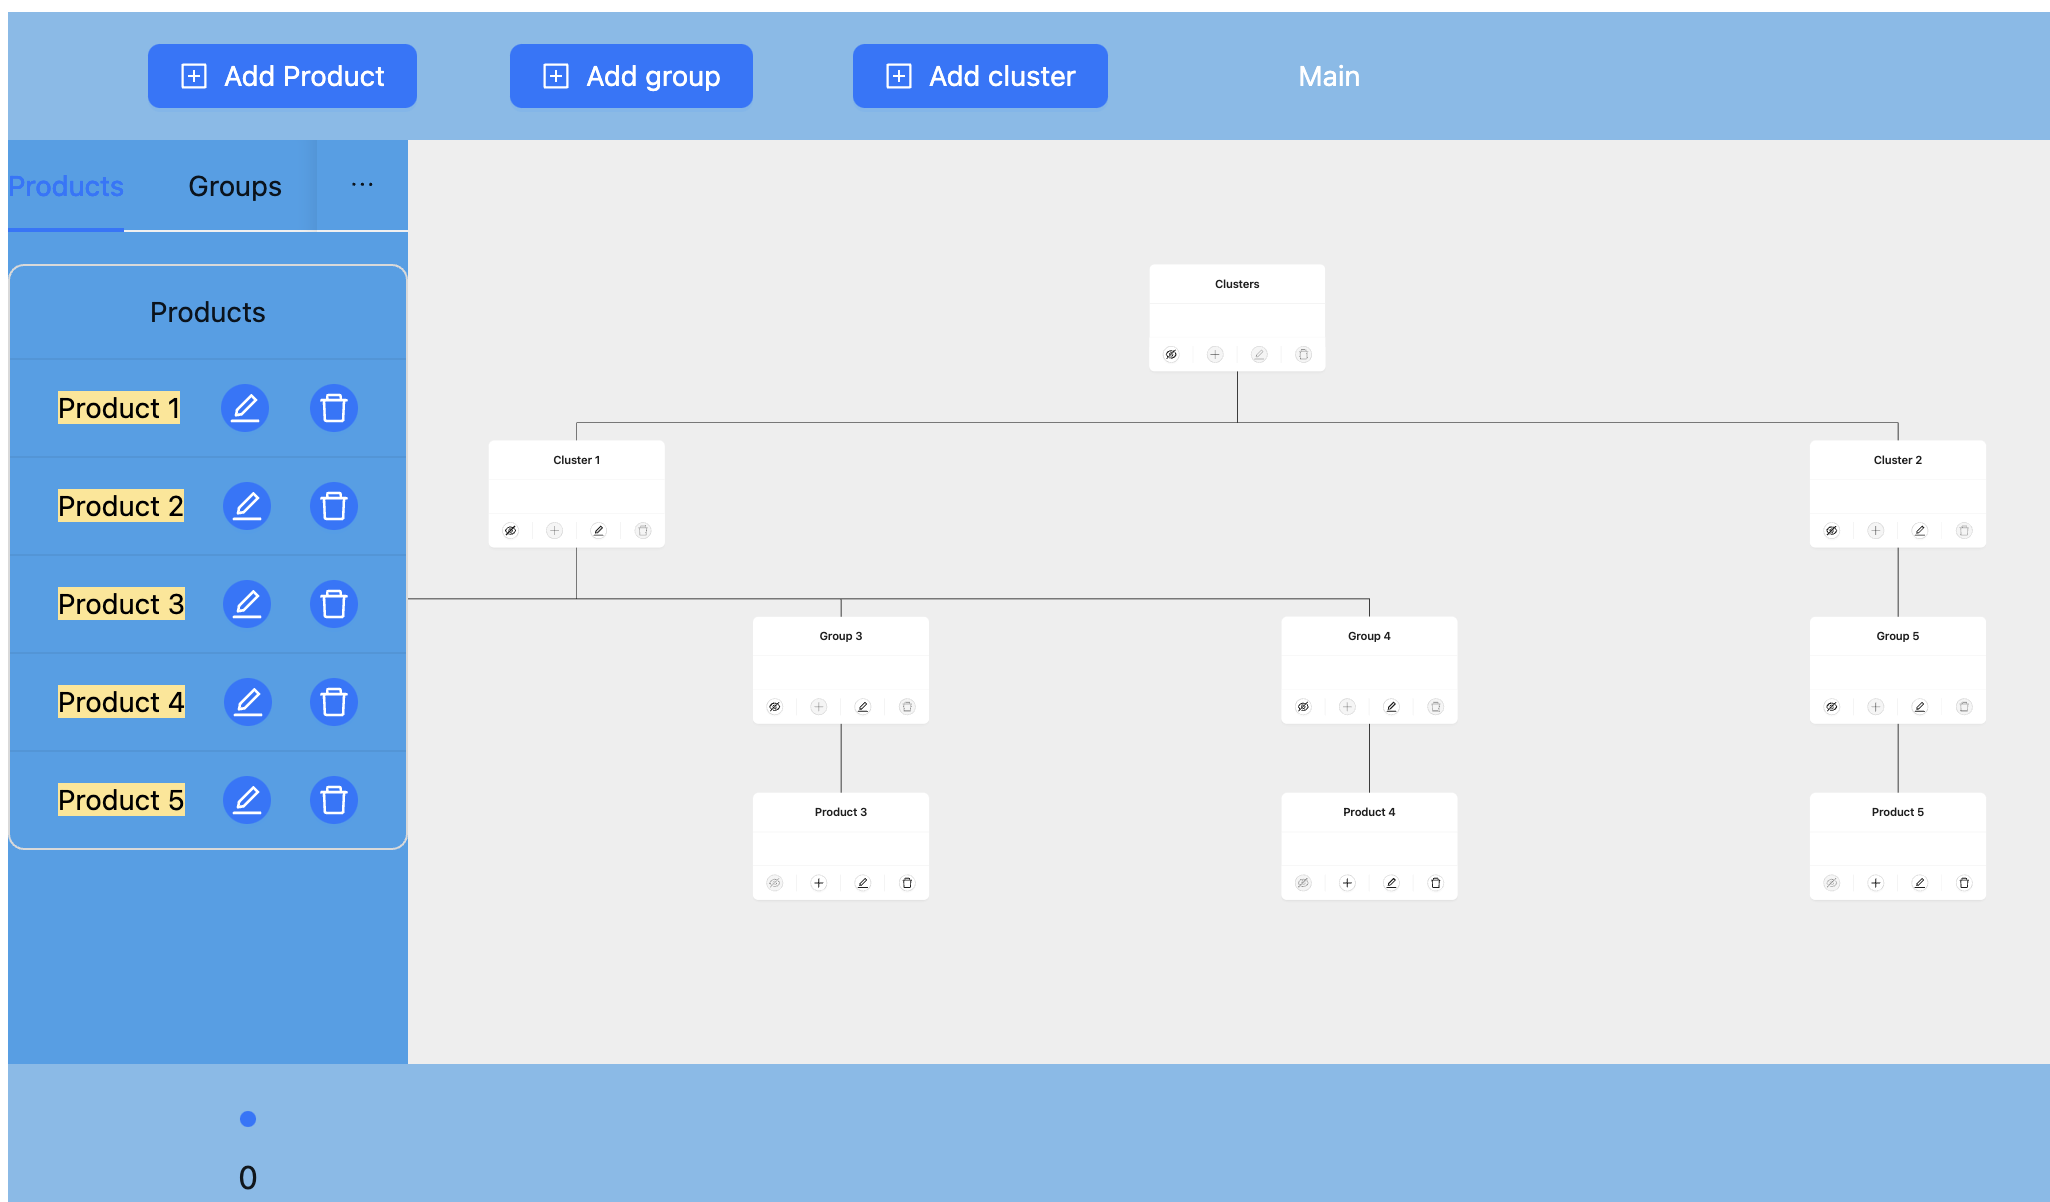 Add Product
Add group
Add cluster
Main
Products
Groups
...
Products
Product 1
Product 2
Product 3
Product 4
Product 5
Clusters
Cluster 1
Cluster 2
Group 3
Group 4
Group 5
Product 3
Product 4
Product 5
0